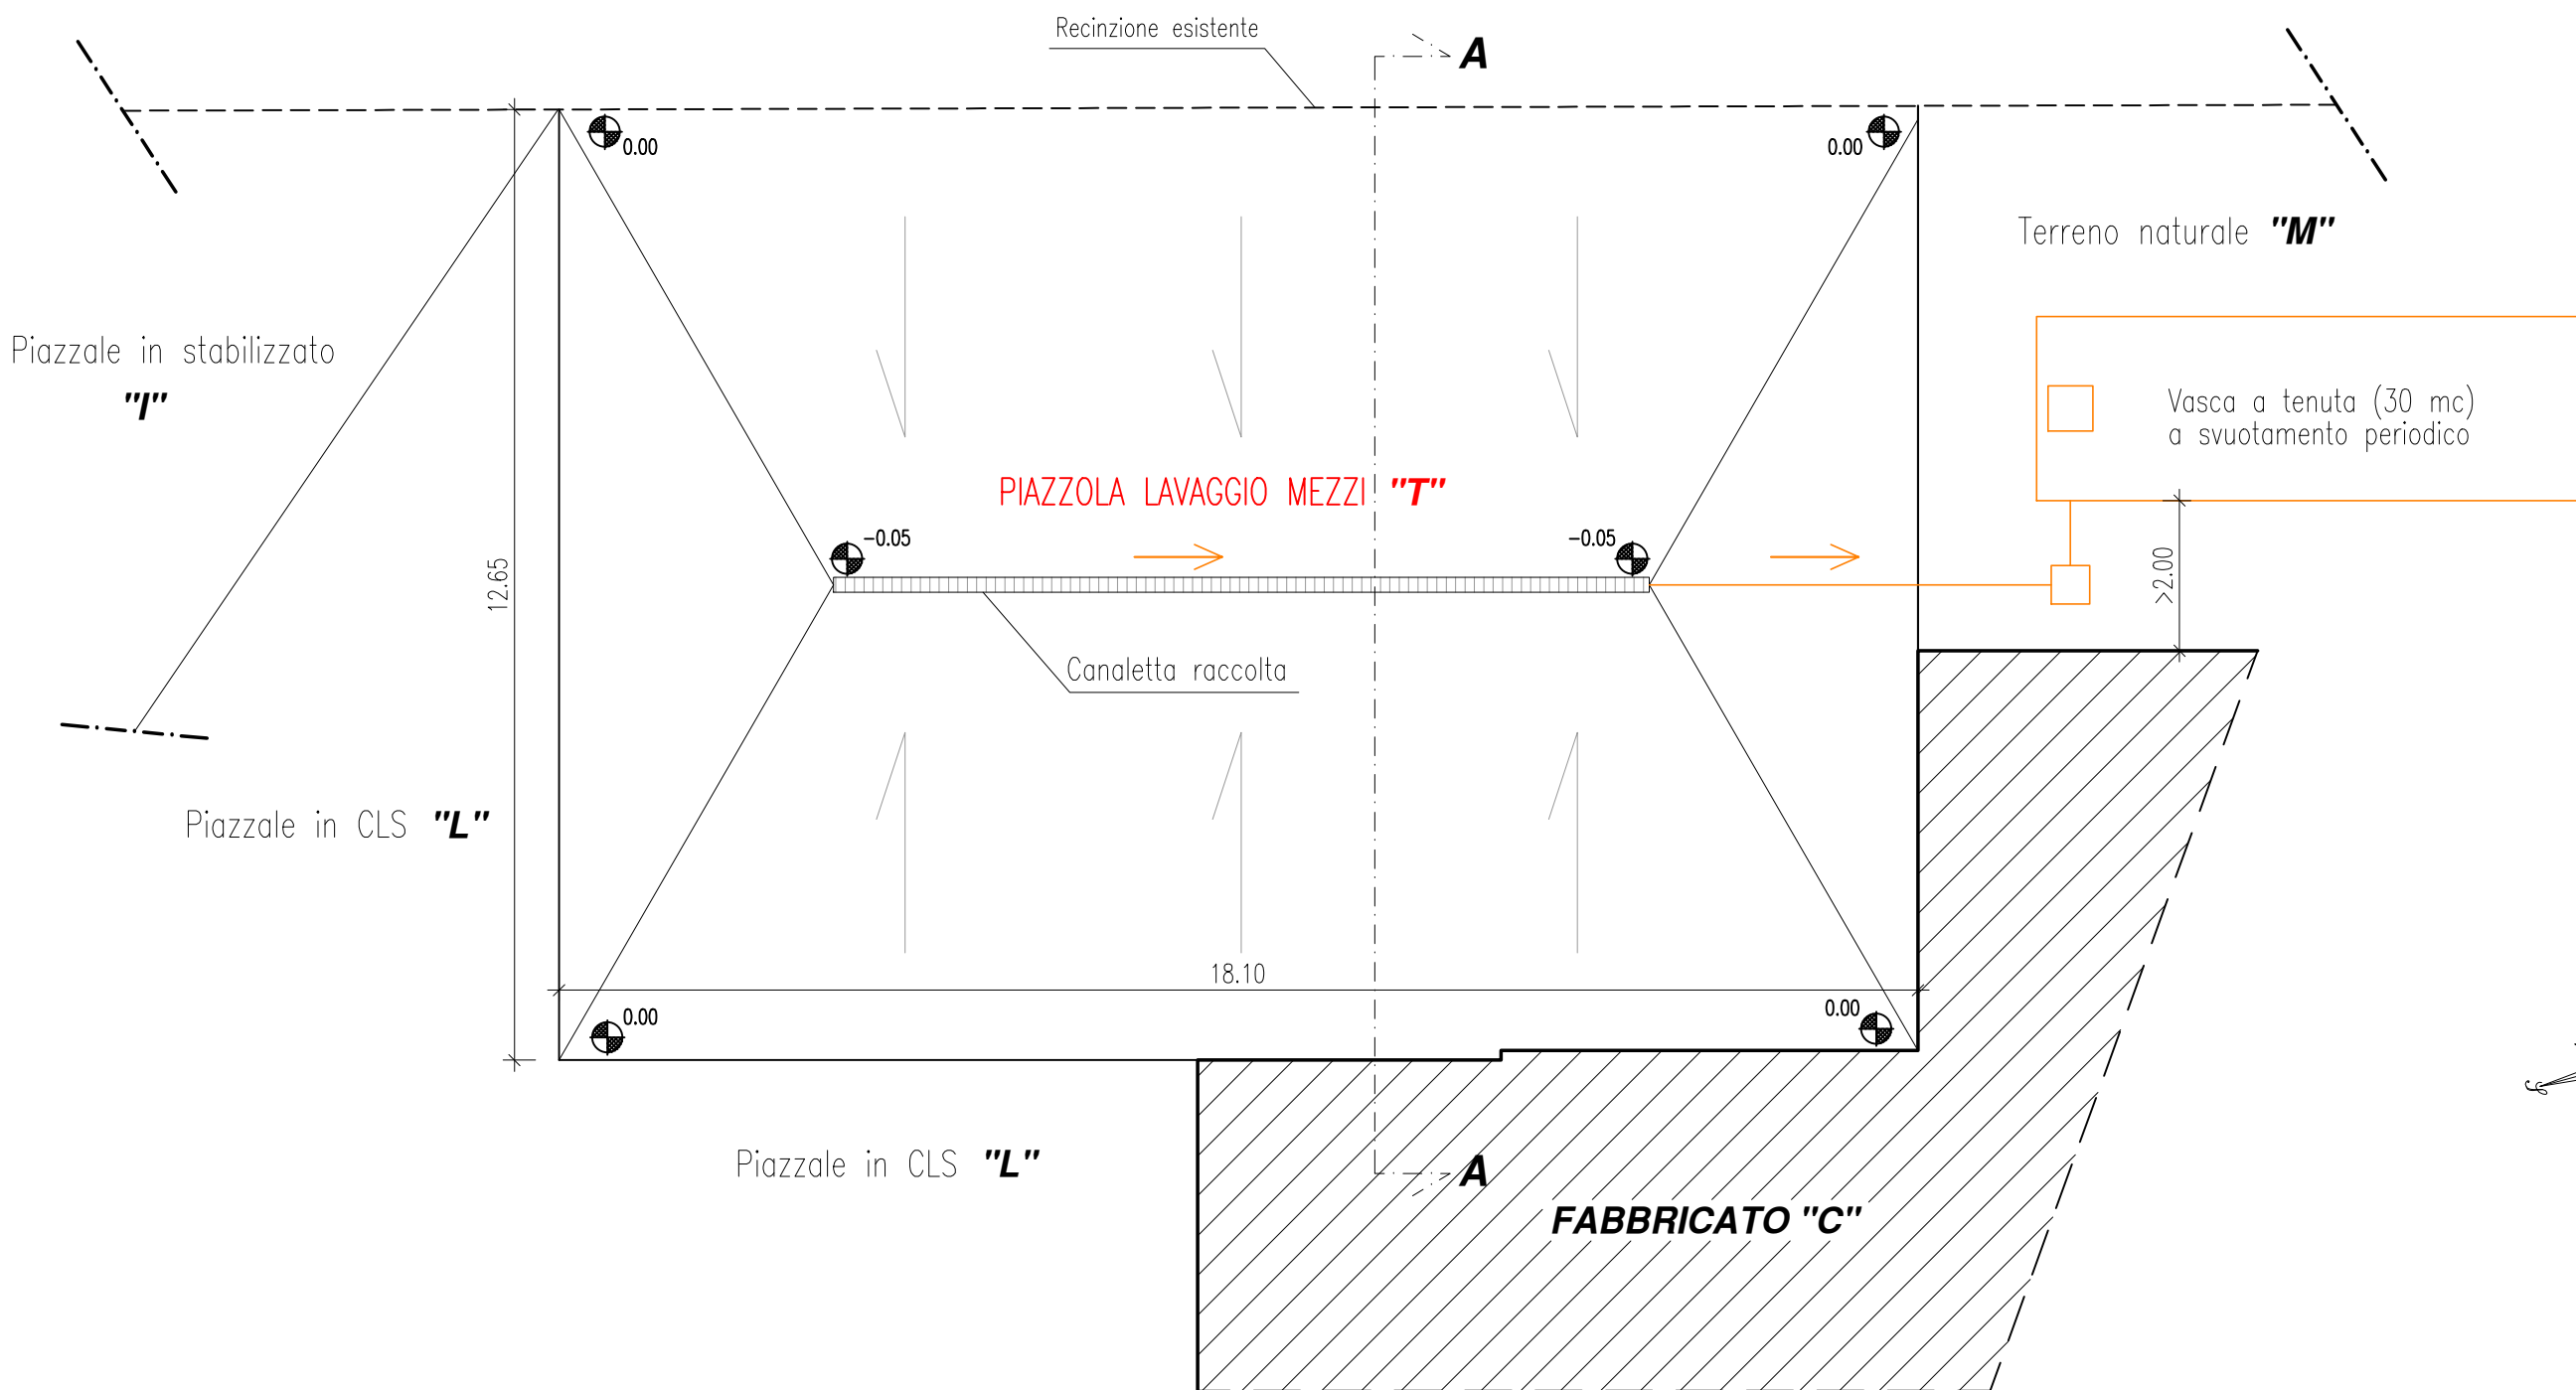 Recinzione esistente
A
0.00
0.00
Terreno naturale "M"
Piazzale in stabilizzato
"I"
Vasca a tenuta (30 mc)
a svuotamento periodico
PIAZZOLA LAVAGGIO MEZZI "T"
-0.05
-0.05
12.65
>2.00
Canaletta raccolta
Piazzale in CLS "L"
18.10
0.00
0.00
Piazzale in CLS "L"
A
FABBRICATO "C"